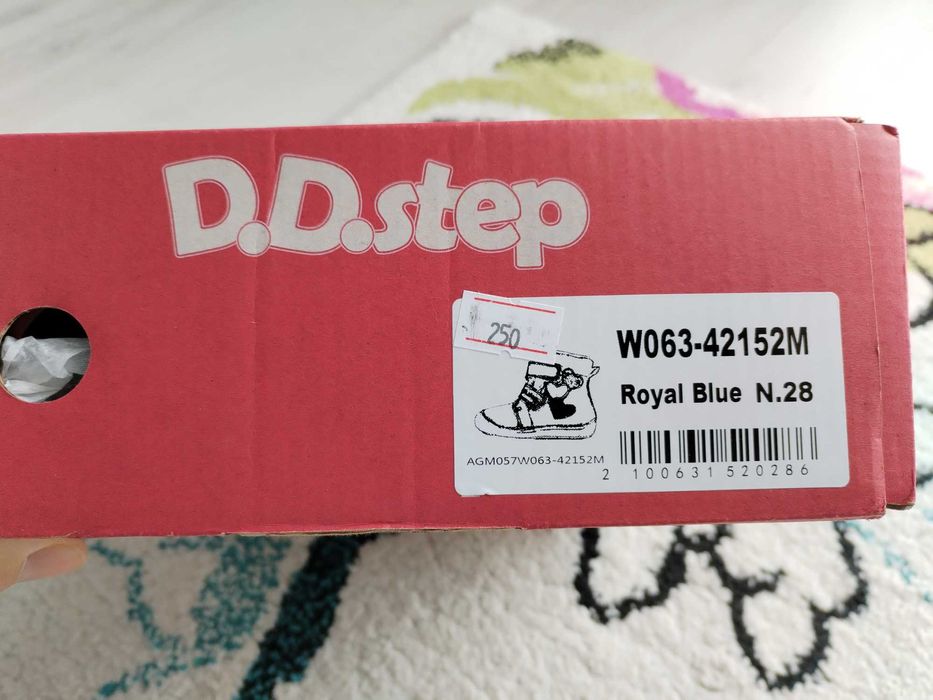 D.D.step
250
W063-42152M
Royal Blue N.28
AGM057W063-42152M
2 100631 520286